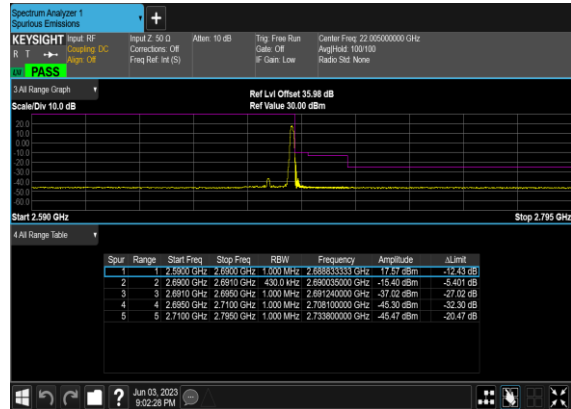 Spectrum Analyzer 1
Spurious Emissions
+
KEYSIGHT Input: RF Input Z: 50 Ω Atten: 10 dB Trig: Free Run Center Freq: 22.005000000 GHz
R T Coupling: DC Corrections: Off Gate: Off Avg|Hold: 100/100
Align: Off Freq Ref: Int (S) IF Gain: Low Radio Std: None
PASS
3 All Range Graph
Ref Lvl Offset 35.98 dB
Scale/Div 10.0 dB Ref Value 30.00 dBm
20.0
10.0
0.00
-10.0
-20.0
-30.0
-40.0
-50.0
-60.0
Start 2.590 GHz Stop 2.795 GHz
4 All Range Table
Spur Range Start Freq Stop Freq RBW Frequency Amplitude ΔLimit
1 1 2.5900 GHz 2.6900 GHz 1.000 MHz 2.688833333 GHz 17.57 dBm -12.43 dB
2 2 2.6900 GHz 2.6910 GHz 430.0 kHz 2.690035000 GHz -15.40 dBm -5.401 dB
3 3 2.6910 GHz 2.6950 GHz 1.000 MHz 2.691240000 GHz -37.02 dBm -27.02 dB
4 4 2.6950 GHz 2.7100 GHz 1.000 MHz 2.708100000 GHz -45.30 dBm -32.30 dB
5 5 2.7100 GHz 2.7950 GHz 1.000 MHz 2.733800000 GHz -45.47 dBm -20.47 dB
? Jun 03, 2023
9:02:28 PM